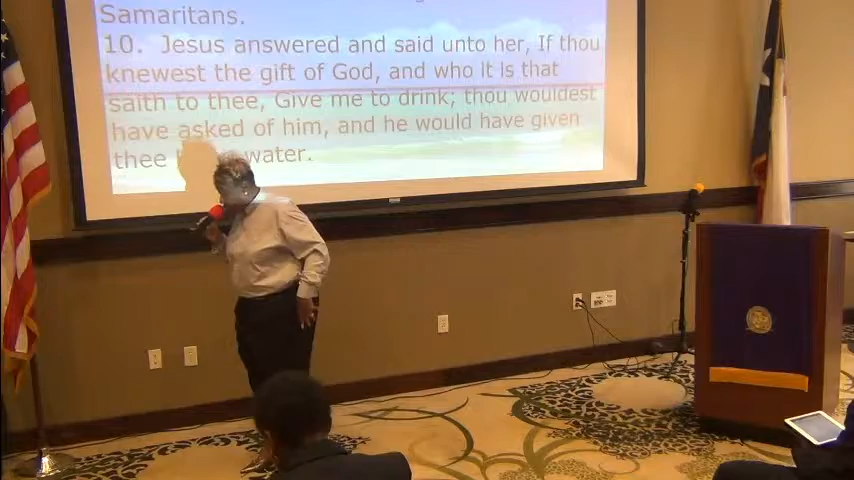 Samaritans.
10. Jesus answered and said unto her, If thou
knewest the gift of God, and who it is that
saith to thee, Give me to drink; thou wouldest
have asked of him, and he would have given
thee water.